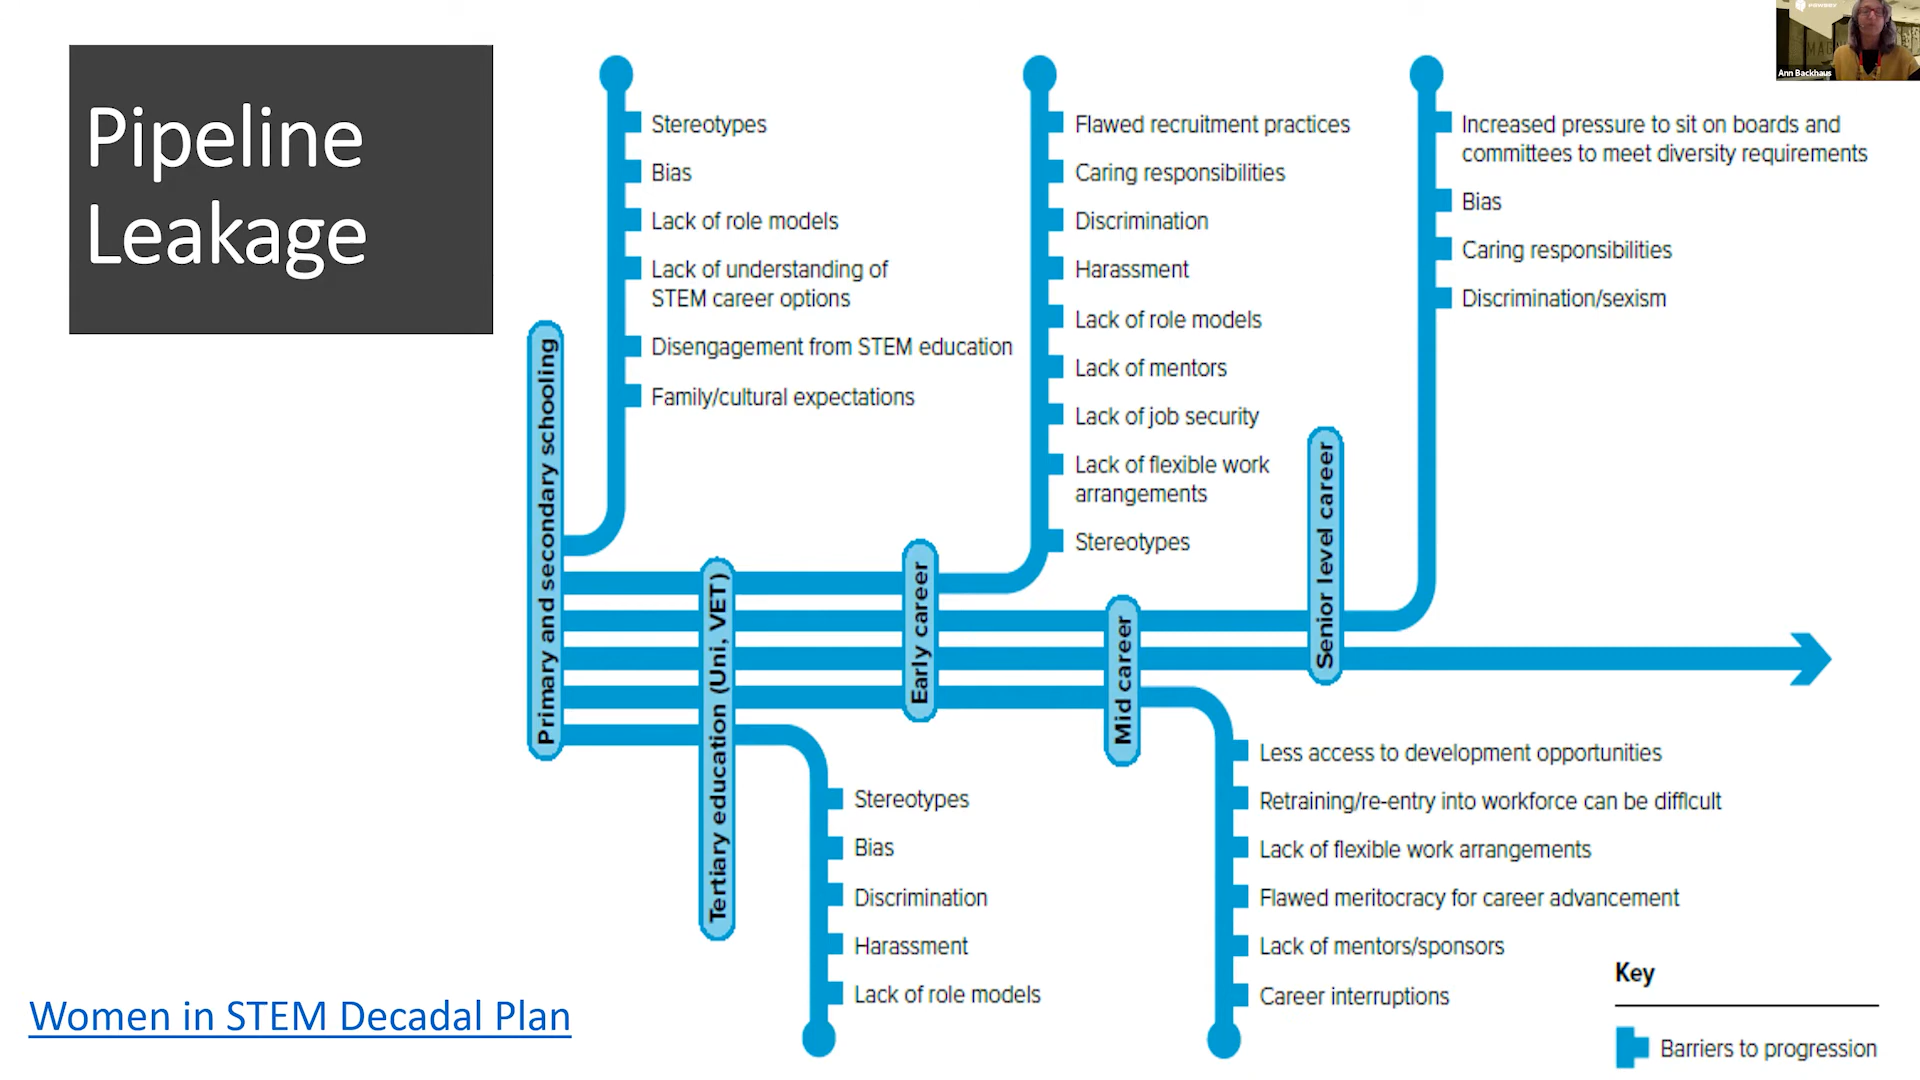 Pipeline
Leakage
Stereotypes
Bias
Lack of role models
Lack of understanding of
STEM career options
Disengagement from STEM education
Family/cultural expectations
Flawed recruitment practices
Caring responsibilities
Discrimination
Harassment
Lack of role models
Lack of mentors
Lack of job security
Lack of flexible work
arrangements
Stereotypes
Increased pressure to sit on boards and
committees to meet diversity requirements
Bias
Caring responsibilities
Discrimination/sexism
Primary and secondary schooling
Tertiary education (Uni, VET)
Early career
Mid career
Senior level career
Stereotypes
Bias
Discrimination
Harassment
Lack of role models
Less access to development opportunities
Retraining/re-entry into workforce can be difficult
Lack of flexible work arrangements
Flawed meritocracy for career advancement
Lack of mentors/sponsors
Career interruptions
Key
Barriers to progression
Women in STEM Decadal Plan
PAWSEY
Ann Backhaus